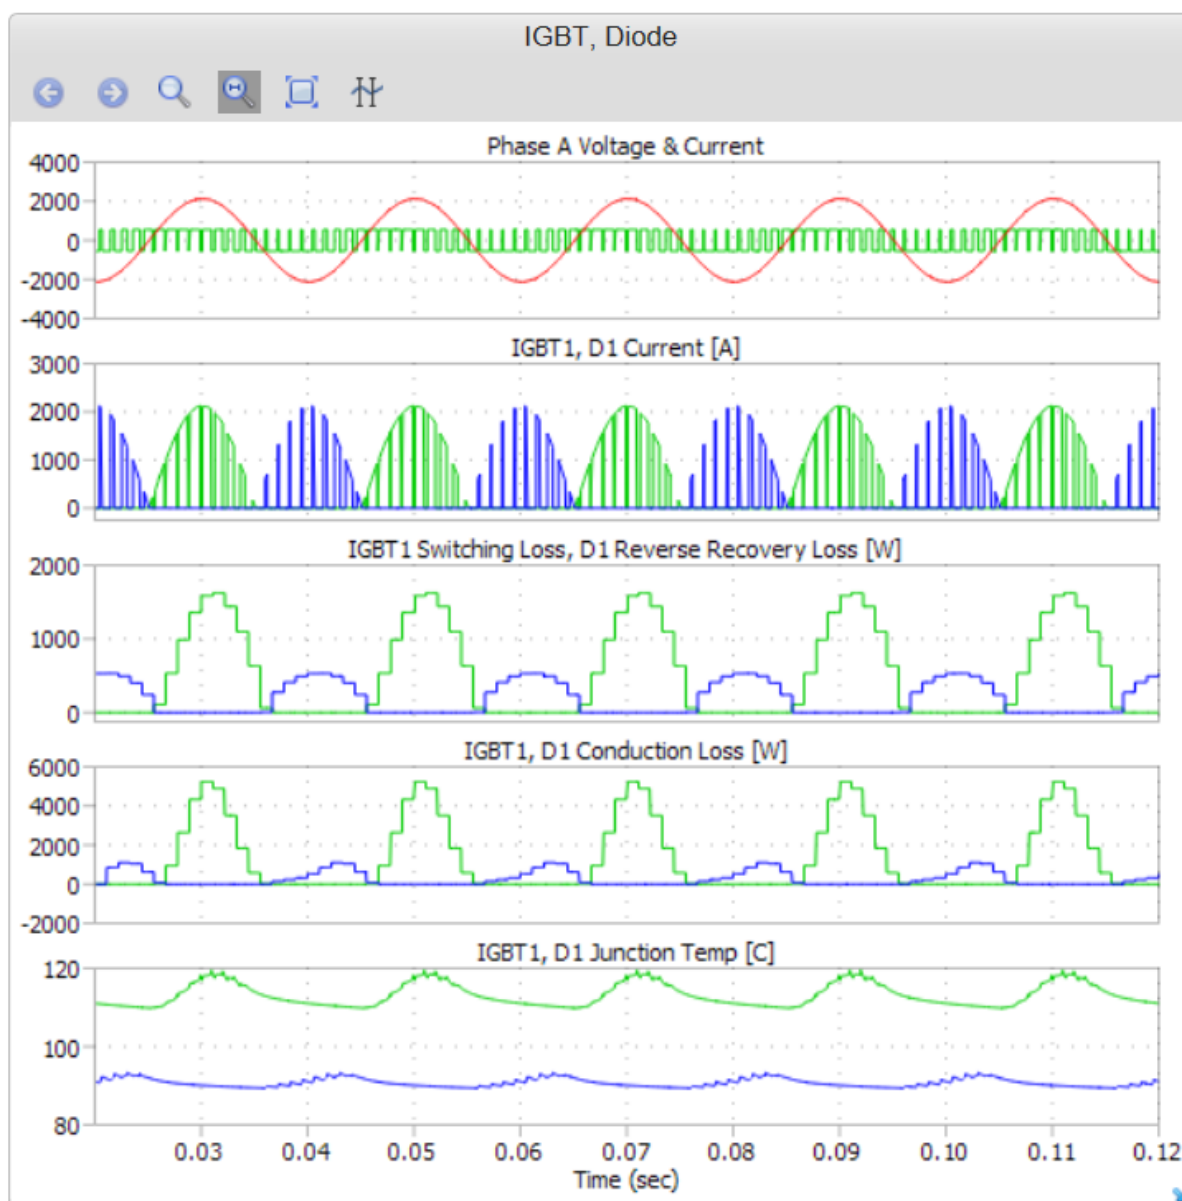 IGBT, Diode
Phase A Voltage & Current
4000
2000
0
-2000
-4000
IGBT1, D1 Current [A]
3000
2000
1000
0
IGBT1 Switching Loss, D1 Reverse Recovery Loss [W]
2000
1000
0
IGBT1, D1 Conduction Loss [W]
6000
4000
2000
0
-2000
IGBT1, D1 Junction Temp [C]
120
100
80
0.03 0.04 0.05 0.06 0.07 0.08 0.09 0.10 0.11 0.12
Time (sec)